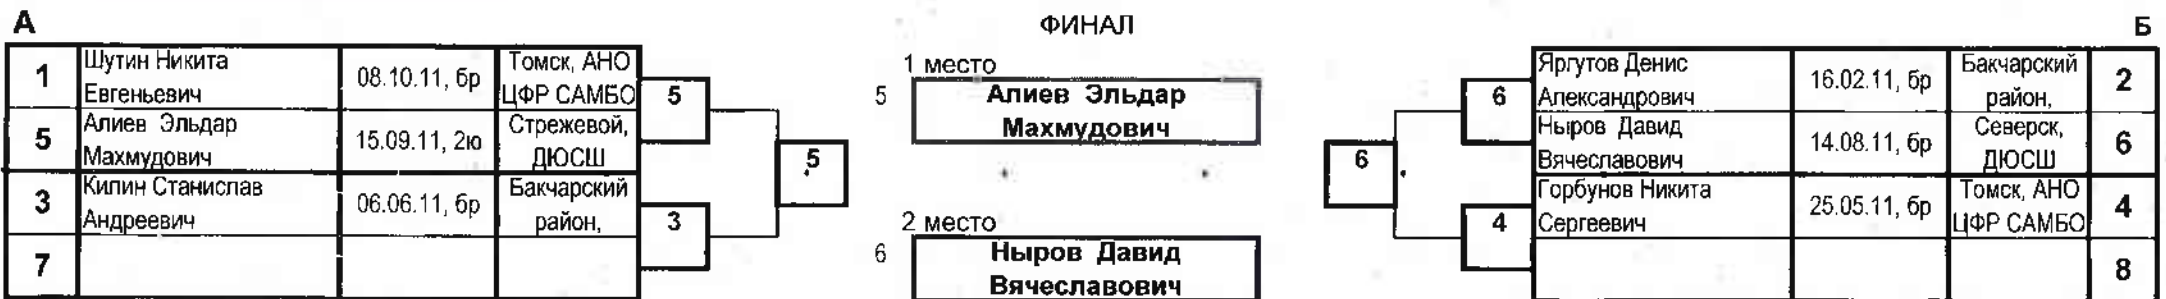 А
ФИНАЛ
Б
1
Шутин Никита
Евгеньевич
08.10.11, бр
Томск, АНО
ЦФР САМБО
5
Алиев Эльдар
Махмудович
15.09.11, 2ю
Стрежевой,
ДЮСШ
3
Килин Станислав
Андреевич
06.06.11, бр
Бакчарский
район,
7
5
3
5
1 место
5
Алиев Эльдар
Махмудович
2 место
6
Ныров Давид
Вячеславович
6
6
4
Яргутов Денис
Александрович
16.02.11, бр
Бакчарский
район,
2
Ныров Давид
Вячеславович
14.08.11, бр
Северск,
ДЮСШ
6
Горбунов Никита
Сергеевич
25.05.11, бр
Томск, АНО
ЦФР САМБО
4
8